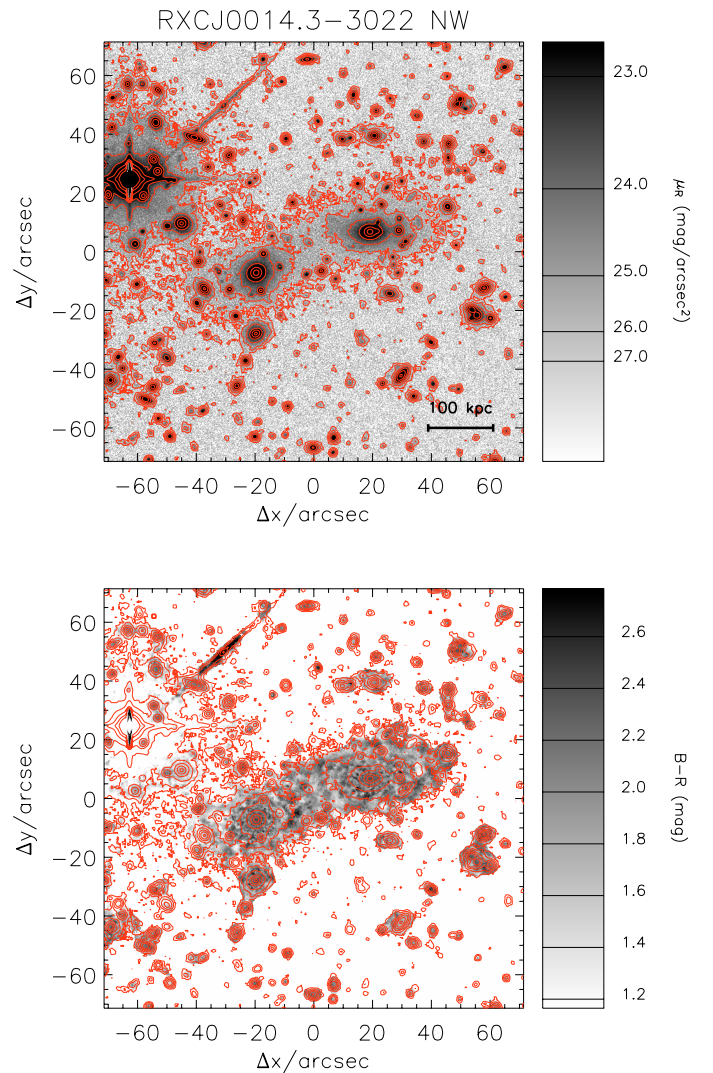 RXCJ0014.3−3022 NW
60
40
20
0
−20
−40
−60
Δy/arcsec
100 kpc
−60 −40 −20 0 20 40 60
Δx/arcsec
23.0
24.0
25.0
26.0
27.0
μR (mag/arcsec²)
60
40
20
0
−20
−40
−60
Δy/arcsec
−60 −40 −20 0 20 40 60
Δx/arcsec
2.6
2.4
2.2
2.0
1.8
1.6
1.4
1.2
B−R (mag)